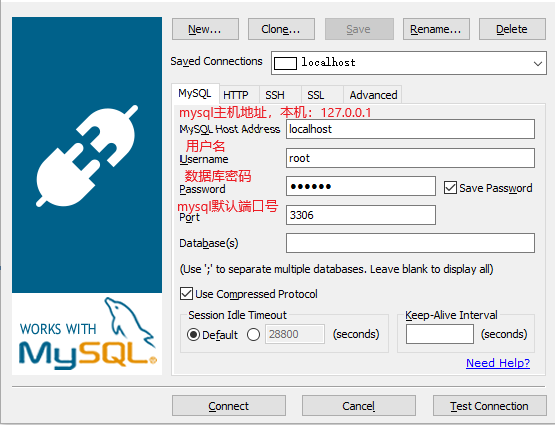 New...
Clone...
Save
Rename...
Delete
Saved Connections
localhost
MySQL
HTTP
SSH
SSL
Advanced
mysql主机地址，本机：127.0.0.1
MySQL Host Address
localhost
用户名
Username
root
数据库密码
Password
●●●●●●
Save Password
mysql默认端口号
Port
3306
Database(s)
(Use ';' to separate multiple databases. Leave blank to display all)
Use Compressed Protocol
Session Idle Timeout
Default
28800
(seconds)
Keep-Alive Interval
(seconds)
Need Help?
WORKS WITH
MySQL®
Connect
Cancel
Test Connection